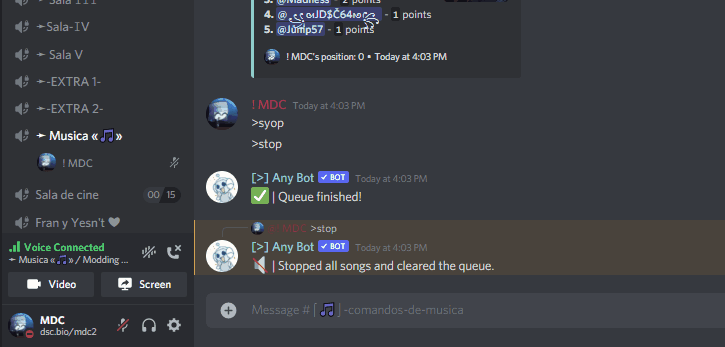 Sala III
Sala-IV
Sala V
-EXTRA 1-
-EXTRA 2-
Musica «🎵»
! MDC
Sala de cine 00 15
Fran y Yesn't 🖤
Voice Connected
Musica «🎵» / Modding ...
Video
Screen
MDC
dsc.bio/mdc2
3. @Madness - 2 points
4. - 1 points
5. @Jump57 - 1 points
! MDC's position: 0 • Today at 4:03 PM
! MDC Today at 4:03 PM
>syop
>stop
[>] Any Bot ✓ BOT Today at 4:03 PM
✅ | Queue finished!
! MDC >stop
[>] Any Bot ✓ BOT Today at 4:03 PM
| Stopped all songs and cleared the queue.
Message #「🎵」-comandos-de-musica